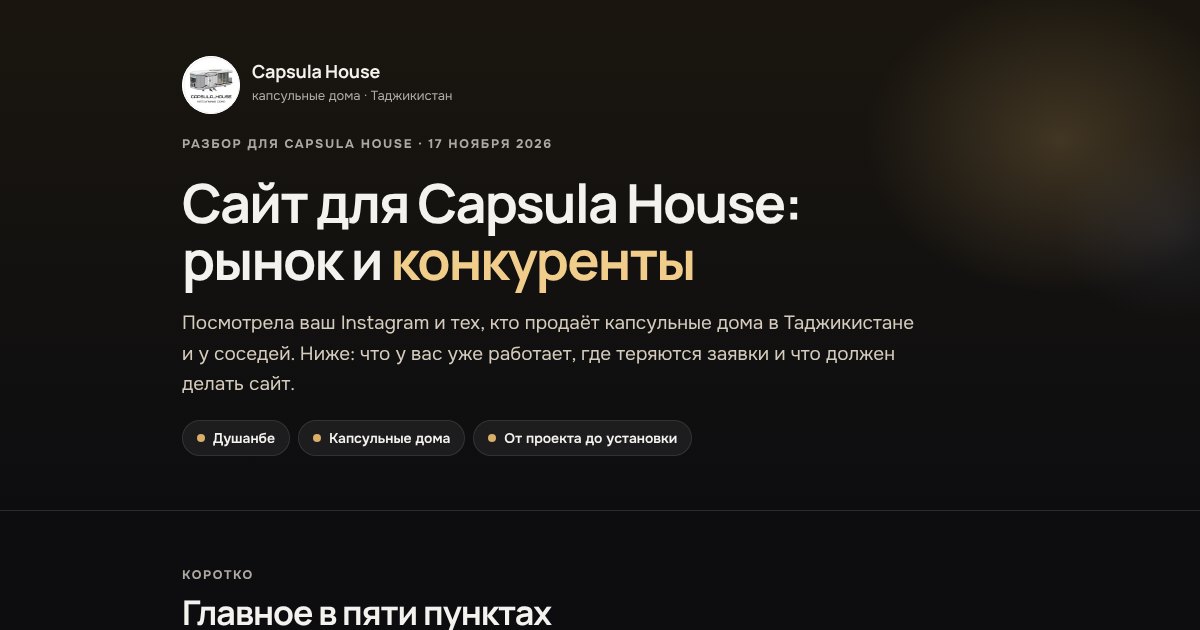 CAPSULA_HOUSE
Capsula House
капсульные дома · Таджикистан
РАЗБОР ДЛЯ CAPSULA HOUSE · 17 НОЯБРЯ 2026
Сайт для Capsula House:
рынок и конкуренты
Посмотрела ваш Instagram и тех, кто продаёт капсульные дома в Таджикистане
и у соседей. Ниже: что у вас уже работает, где теряются заявки и что должен
делать сайт.
Душанбе
Капсульные дома
От проекта до установки
КОРОТКО
Главное в пяти пунктах